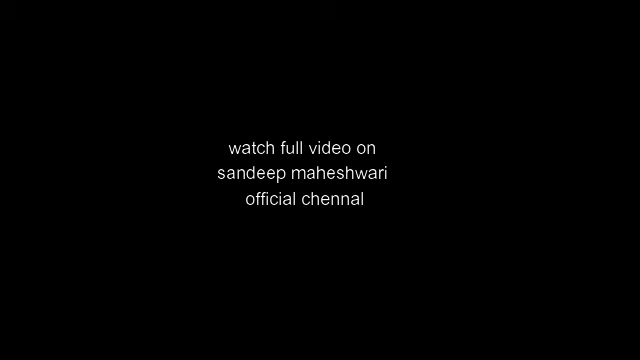 watch full video on
sandeep maheshwari
official chennal